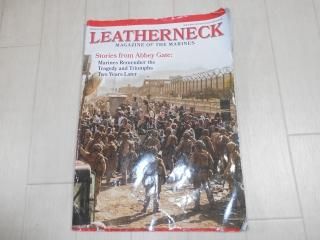 LEATHERNECK
MAGAZINE OF THE MARINES
Stories from Abbey Gate:
Marines Remember the
Tragedy and Triumphs
Two Years Later